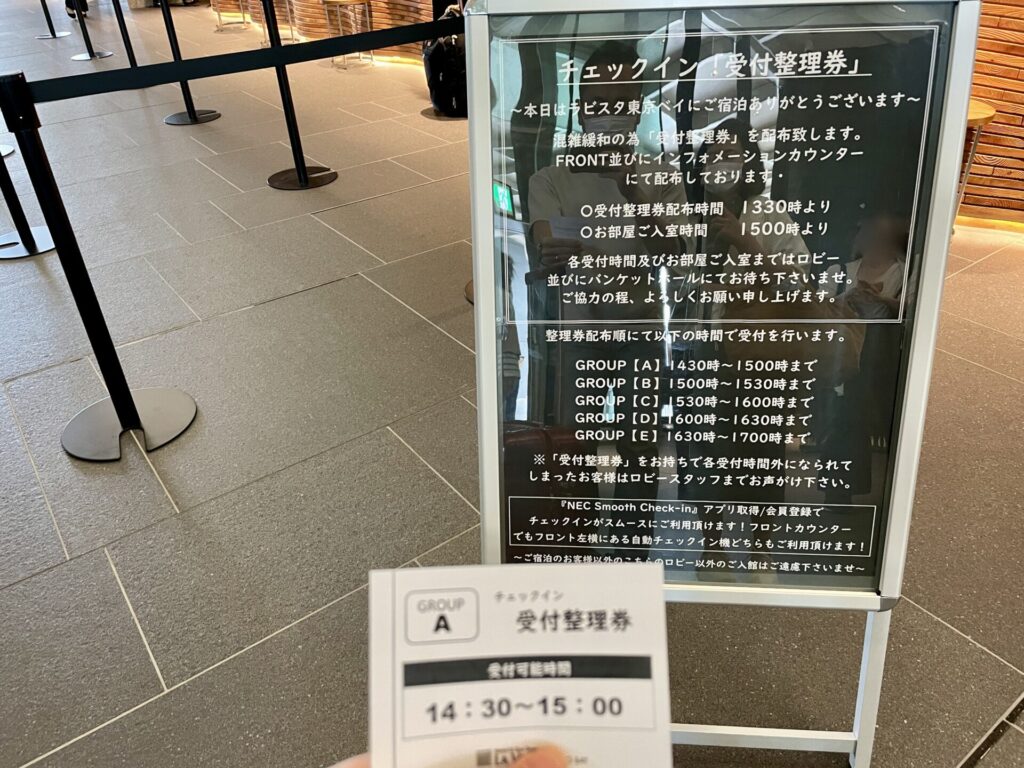 チェックイン「受付整理券」
～本日はラビスタ東京ベイにご宿泊ありがとうございます～
混雑緩和の為「受付整理券」を配布致します。
FRONT並びにインフォメーションカウンター
にて配布しております・
○受付整理券配布時間 1330時より
○お部屋ご入室時間 1500時より
各受付時間及びお部屋ご入室まではロビー
並びにバンケットホールにてお待ち下さいませ。
ご協力の程、よろしくお願い申し上げます。
整理券配布順にて以下の時間で受付を行います。
GROUP【A】1430時～1500時まで
GROUP【B】1500時～1530時まで
GROUP【C】1530時～1600時まで
GROUP【D】1600時～1630時まで
GROUP【E】1630時～1700時まで
※「受付整理券」をお持ちで各受付時間外になられて
しまったお客様はロビースタッフまでお声がけ下さい。
『NEC Smooth Check-in』アプリ取得/会員登録で
チェックインがスムースにご利用頂けます！フロントカウンター
でもフロント左横にある自動チェックイン機どちらもご利用頂けます！
～ご宿泊のお客様以外のこちらのロビー以外のご入館はご遠慮下さいませ～
GROUP
A
チェックイン
受付整理券
受付可能時間
14：30～15：00